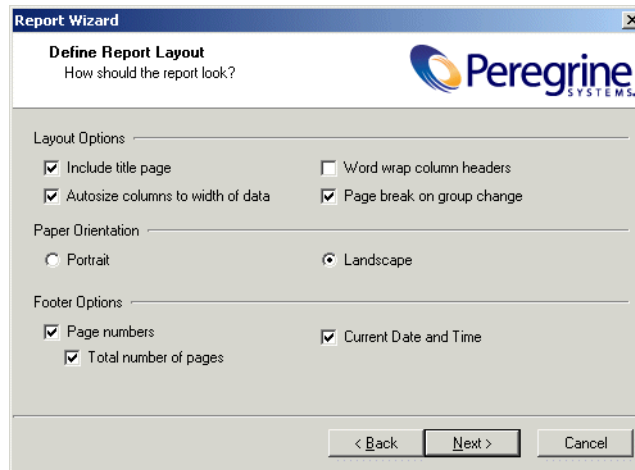 Report Wizard
Define Report Layout
How should the report look?
Peregrine
SYSTEMS
Layout Options
Include title page
Word wrap column headers
Autosize columns to width of data
Page break on group change
Paper Orientation
Portrait
Landscape
Footer Options
Page numbers
Current Date and Time
Total number of pages
< Back
Next >
Cancel